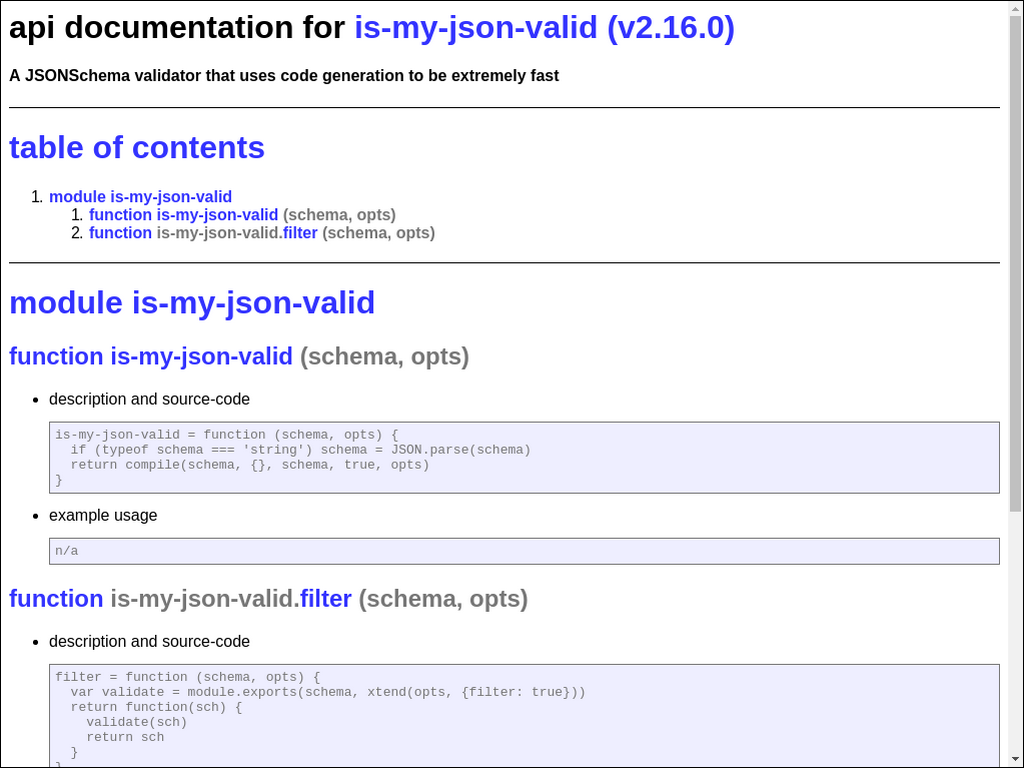 api documentation for is-my-json-valid (v2.16.0)
A JSONSchema validator that uses code generation to be extremely fast
table of contents
1. module is-my-json-valid
1. function is-my-json-valid (schema, opts)
2. function is-my-json-valid.filter (schema, opts)
module is-my-json-valid
function is-my-json-valid (schema, opts)
• description and source-code
is-my-json-valid = function (schema, opts) {
  if (typeof schema === 'string') schema = JSON.parse(schema)
  return compile(schema, {}, schema, true, opts)
}
• example usage
n/a
function is-my-json-valid.filter (schema, opts)
• description and source-code
filter = function (schema, opts) {
  var validate = module.exports(schema, xtend(opts, {filter: true}))
  return function(sch) {
    validate(sch)
    return sch
  }
}